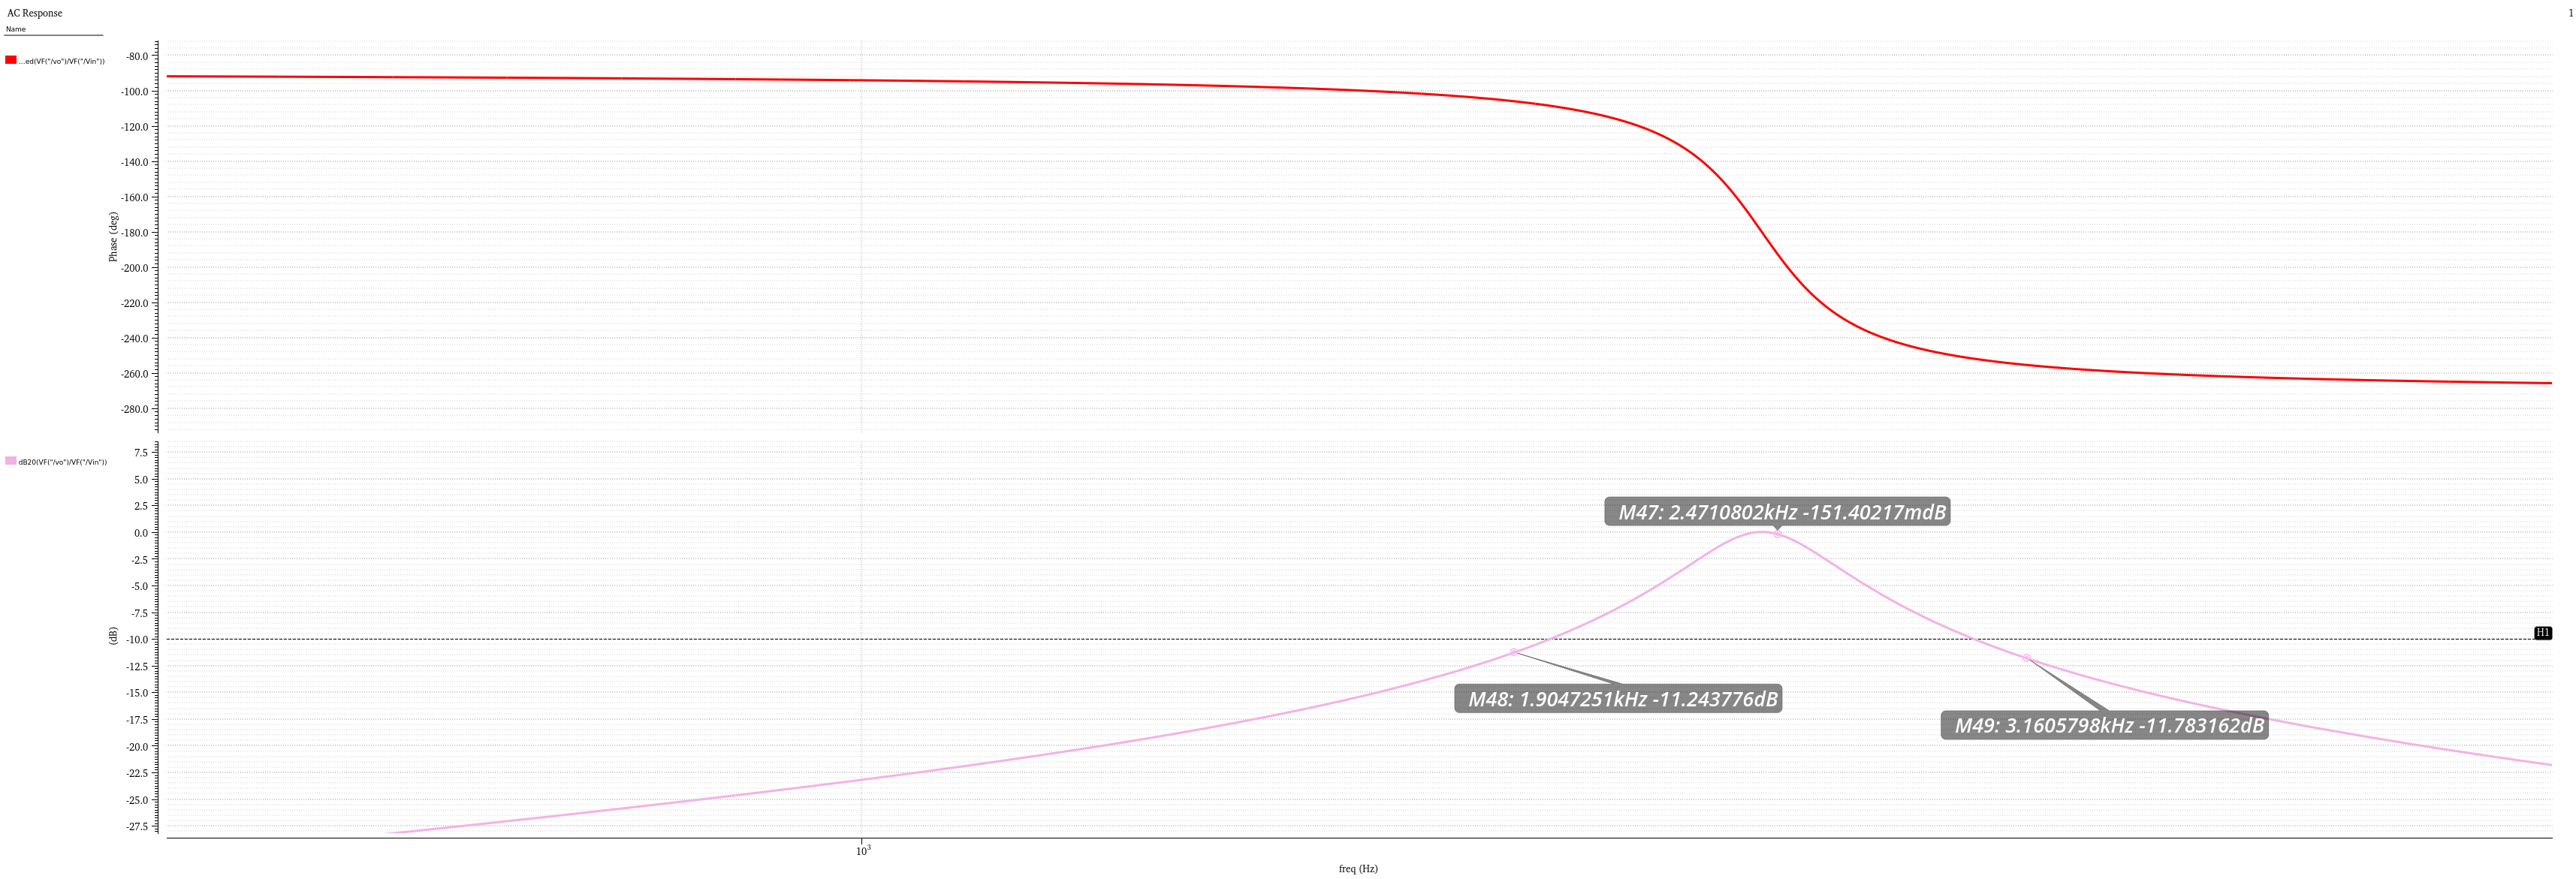 AC Response
1
Name
...ed(VF("/vo")/VF("/Vin"))
-80.0
-100.0
-120.0
-140.0
-160.0
-180.0
-200.0
-220.0
-240.0
-260.0
-280.0
Phase (deg)
dB20(VF("/vo")/VF("/Vin"))
7.5
5.0
2.5
0.0
-2.5
-5.0
-7.5
-10.0
-12.5
-15.0
-17.5
-20.0
-22.5
-25.0
-27.5
(dB)
M47: 2.4710802kHz -151.40217mdB
H1
M48: 1.9047251kHz -11.243776dB
M49: 3.1605798kHz -11.783162dB
10³
freq (Hz)